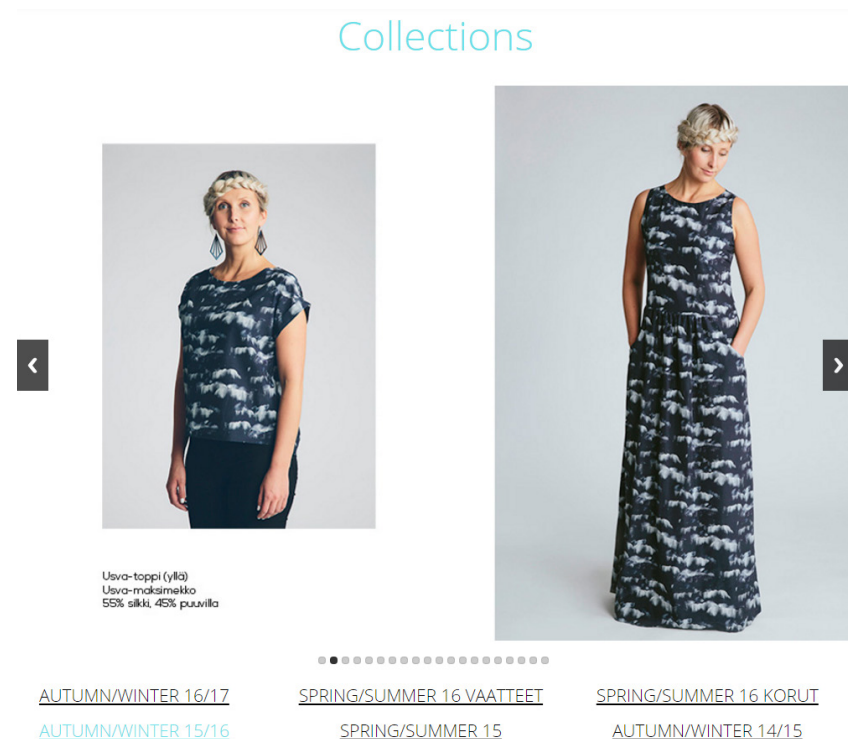 Collections
Usva-toppi (yllä)
Usva-maksimekko
55% silkki, 45% puuvilla
AUTUMN/WINTER 16/17
SPRING/SUMMER 16 VAATTEET
SPRING/SUMMER 16 KORUT
AUTUMN/WINTER 15/16
SPRING/SUMMER 15
AUTUMN/WINTER 14/15